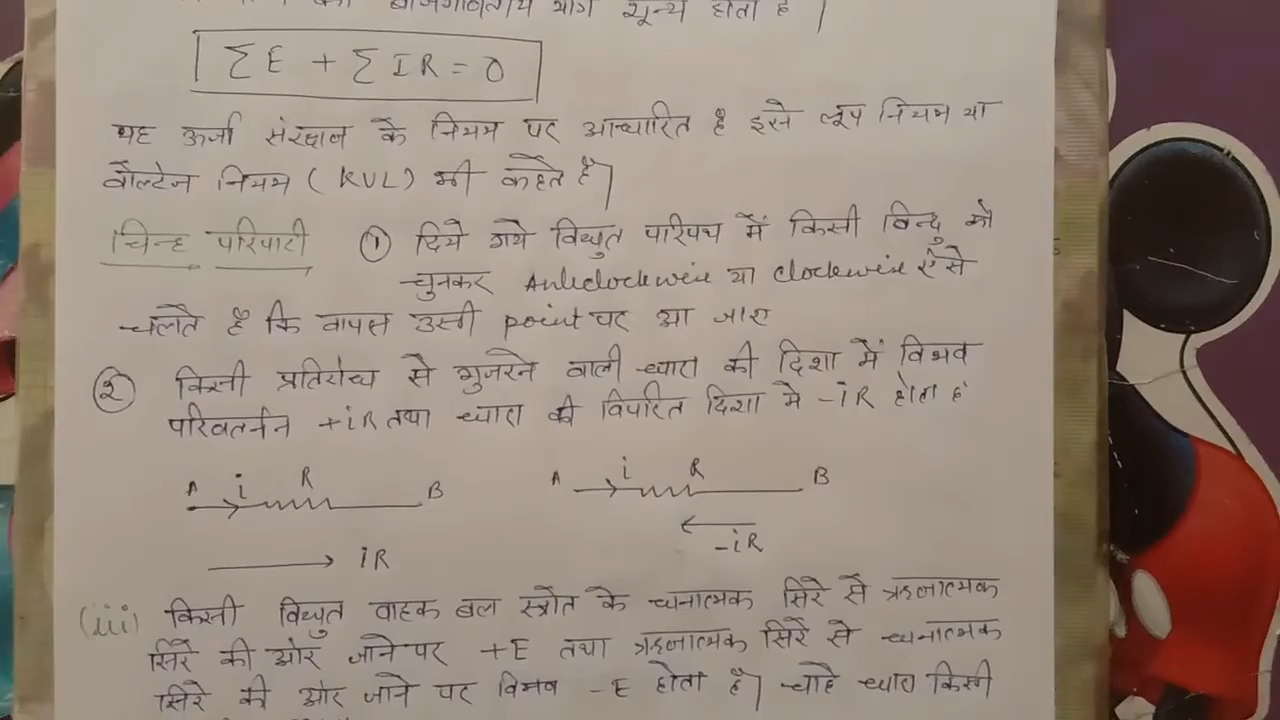 बीजगणितीय योग शून्य होता है।
ΣE + ΣIR = 0
यह ऊर्जा संरक्षण के नियम पर आधारित है इसे लूप नियम या
वोल्टेज नियम (KVL) भी कहते हैं।
चिन्ह परिपाटी ① दिये गये विद्युत परिपथ में किसी बिन्दु को
चुनकर Anticlockwise या clockwise ऐसे
चलते हैं कि वापस उसी point पर आ जाए
② किसी प्रतिरोध से गुजरने वाली धारा की दिशा में विभव
परिवर्तन +iR तथा धारा की विपरित दिशा मे -iR होता है
A i R B A i R B
iR -iR
(iii) किसी विद्युत वाहक बल स्त्रोत के धनात्मक सिरे से ऋणात्मक
सिरे की ओर जाने पर +E तथा ऋणात्मक सिरे से धनात्मक
सिरे की ओर जाने पर विभव -E होता है। चाहे धारा किसी